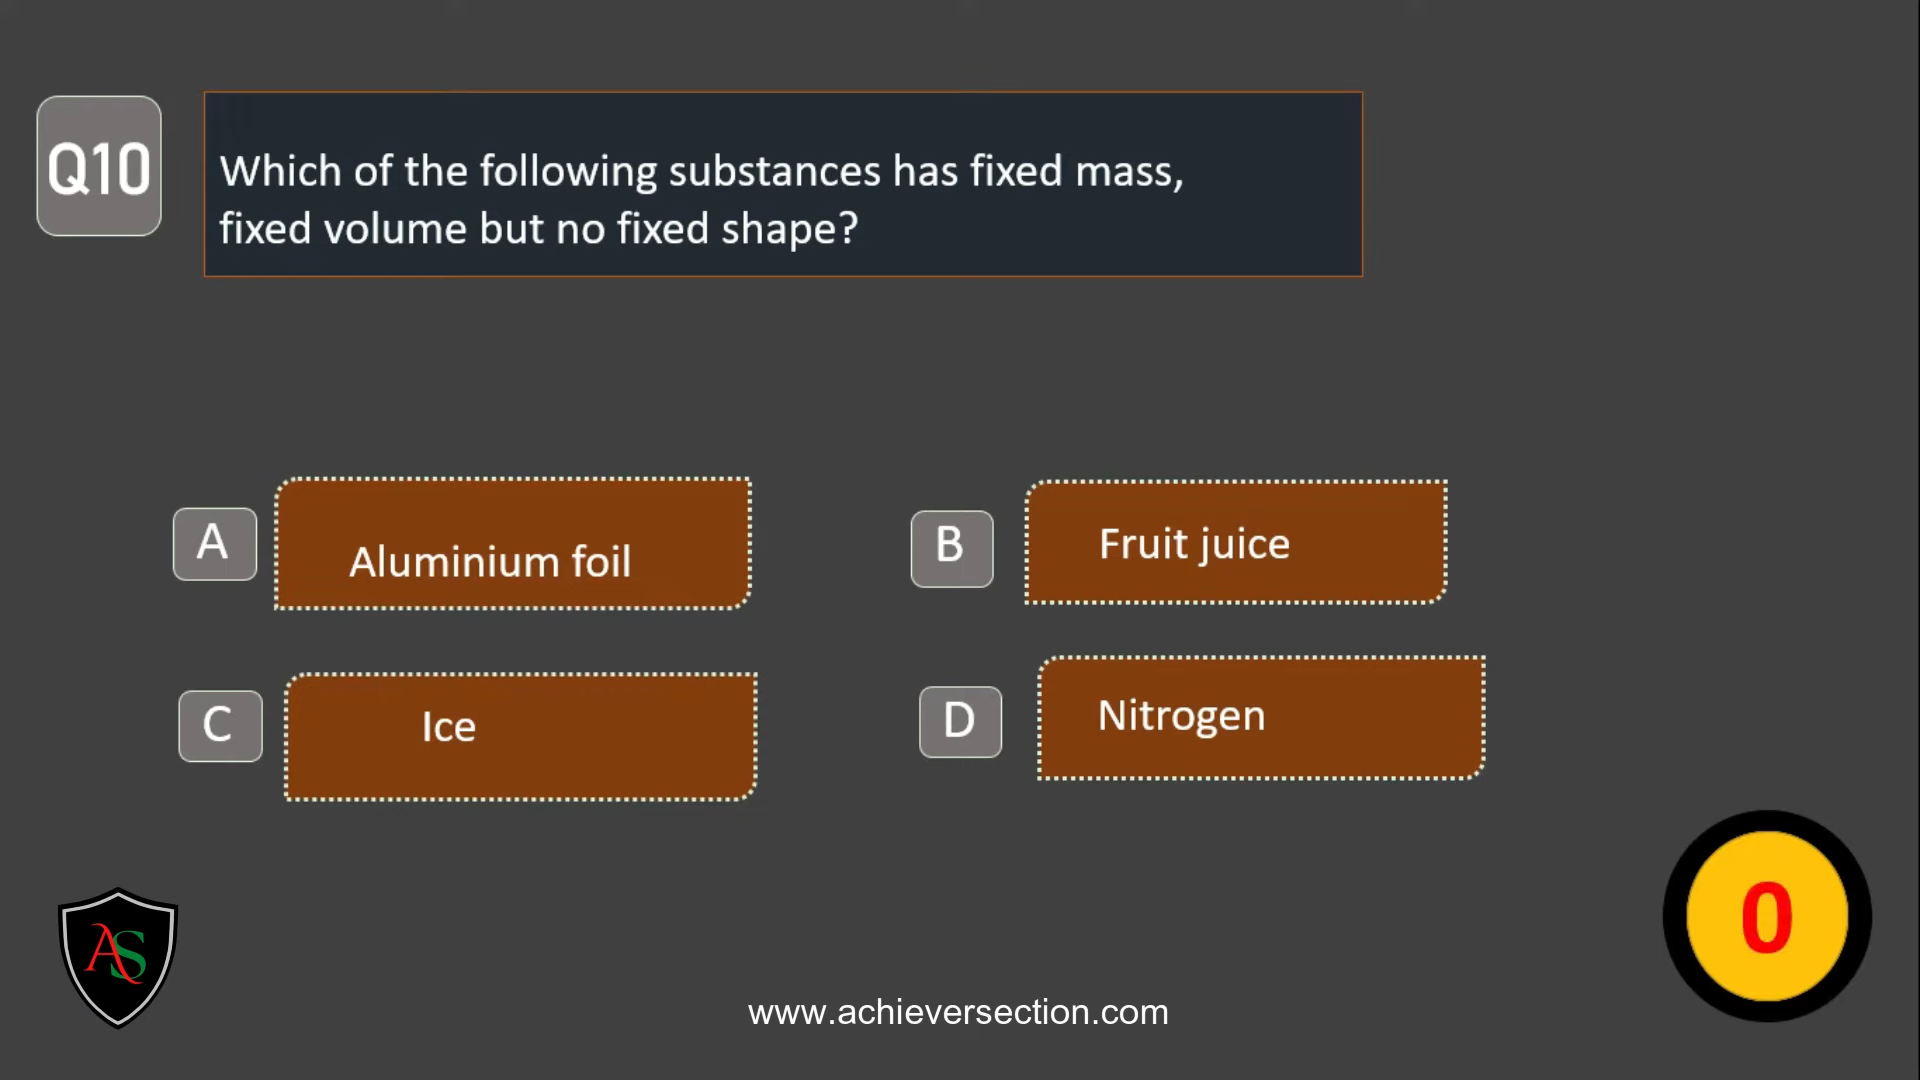 Q10
Which of the following substances has fixed mass,
fixed volume but no fixed shape?
A
Aluminium foil
B
Fruit juice
C
Ice
D
Nitrogen
AS
0
www.achieversection.com